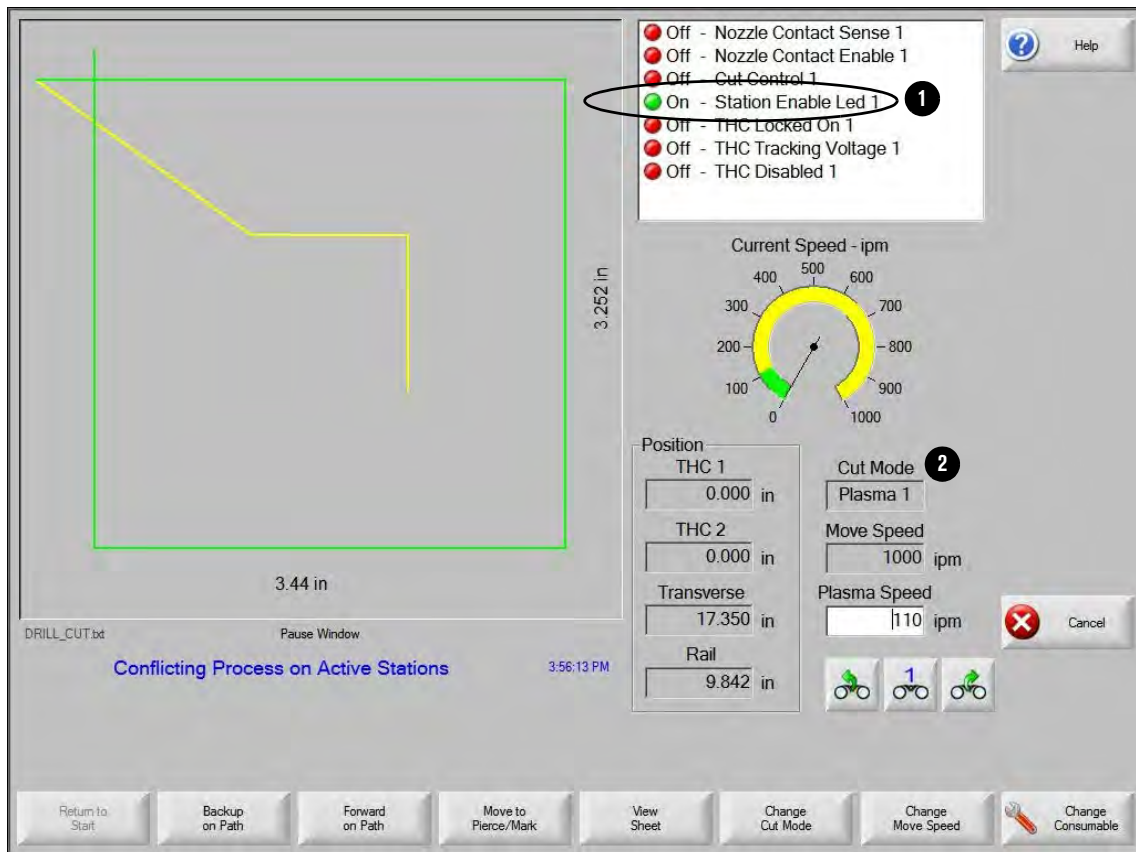 Off - Nozzle Contact Sense 1
Off - Nozzle Contact Enable 1
Off - Cut Control 1
On - Station Enable Led 1
1
Off - THC Locked On 1
Off - THC Tracking Voltage 1
Off - THC Disabled 1
Help
3.252 in
3.44 in
Current Speed - ipm
0
100
200
300
400
500
600
700
800
900
1000
Position
THC 1
0.000 in
THC 2
0.000 in
Transverse
17.350 in
Rail
9.842 in
Cut Mode
2
Plasma 1
Move Speed
1000 ipm
Plasma Speed
110 ipm
1
Cancel
DRILL_CUT.txt
Pause Window
Conflicting Process on Active Stations
3:56:13 PM
Return to
Start
Backup
on Path
Forward
on Path
Move to
Pierce/Mark
View
Sheet
Change
Cut Mode
Change
Move Speed
Change
Consumable